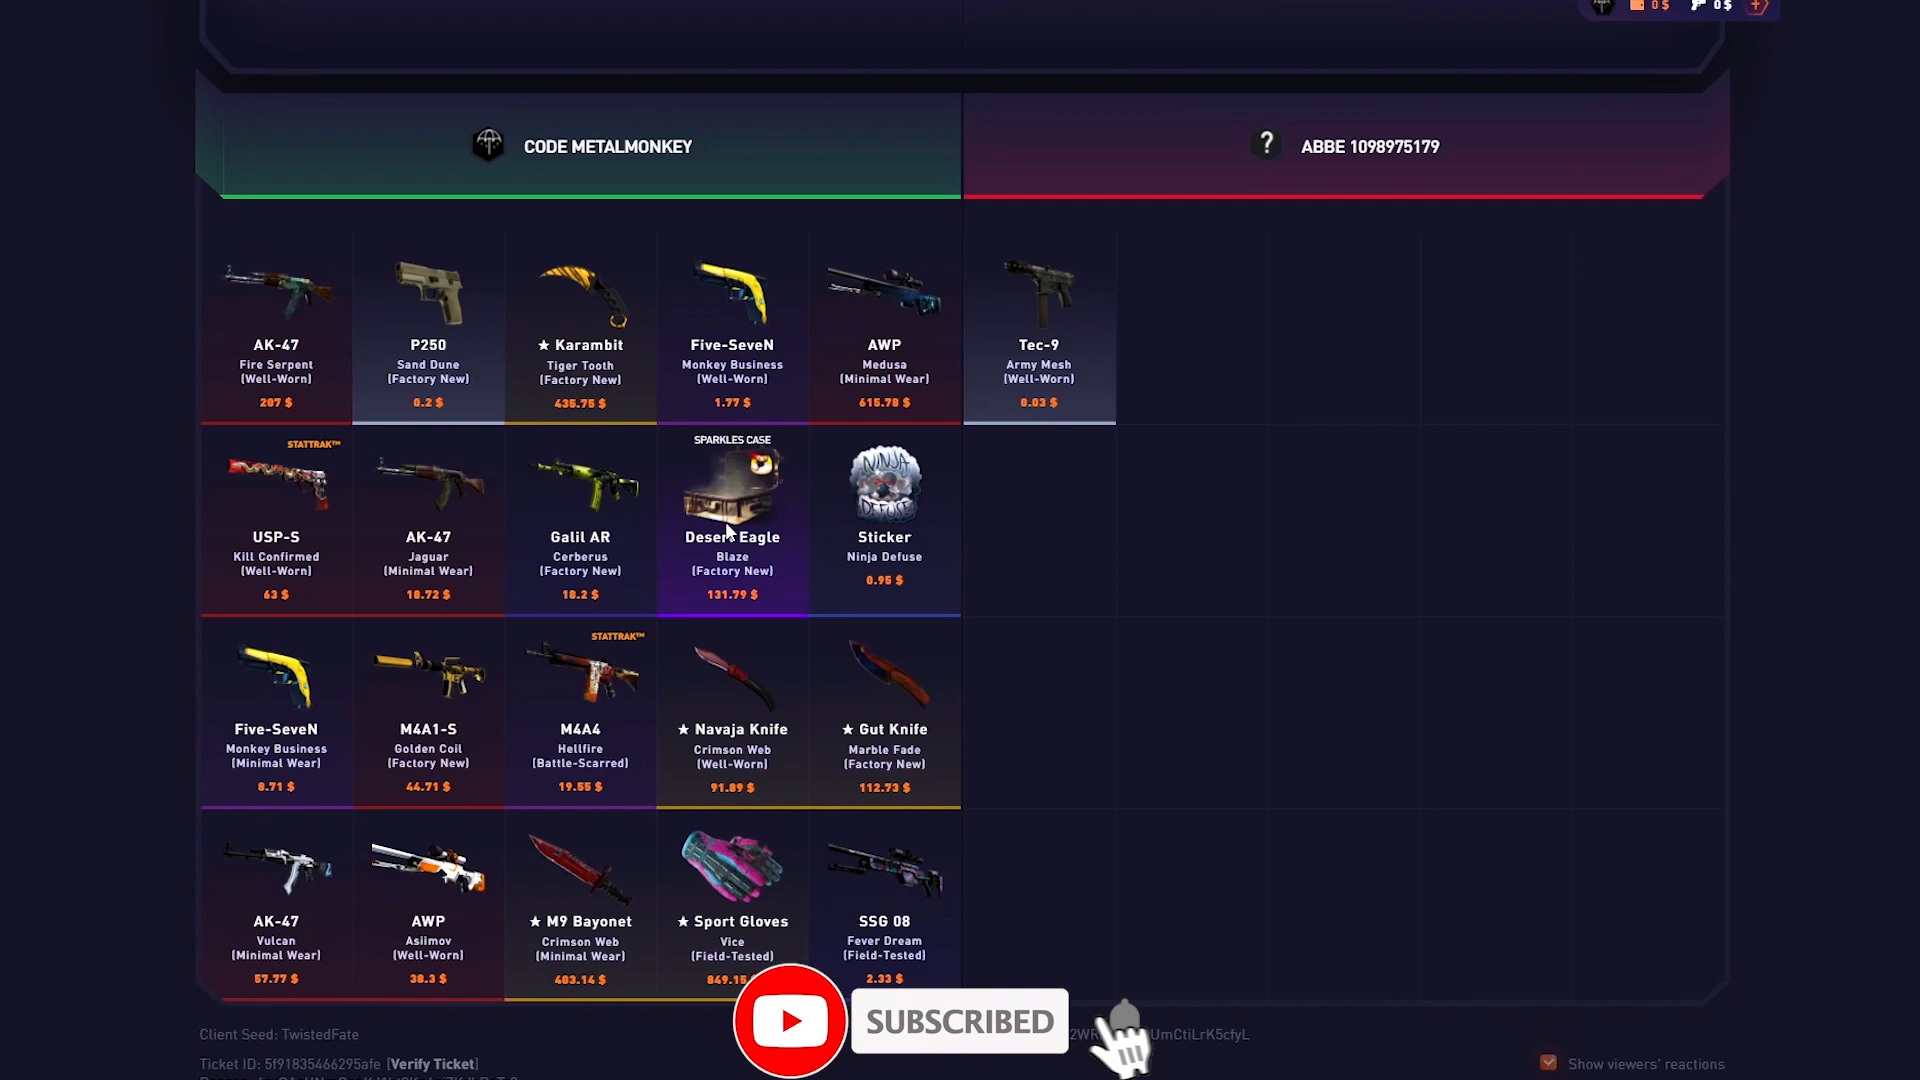 0 $ 0 $
CODE METALMONKEY
? ABBE 1098975179
AK-47
Fire Serpent
(Well-Worn)
207 $
P250
Sand Dune
(Factory New)
0.2 $
★ Karambit
Tiger Tooth
(Factory New)
435.75 $
Five-SeveN
Monkey Business
(Well-Worn)
1.77 $
AWP
Medusa
(Minimal Wear)
615.78 $
Tec-9
Army Mesh
(Well-Worn)
0.03 $
STATTRAK™
USP-S
Kill Confirmed
(Well-Worn)
63 $
AK-47
Jaguar
(Minimal Wear)
18.72 $
Galil AR
Cerberus
(Factory New)
18.2 $
SPARKLES CASE
Desert Eagle
Blaze
(Factory New)
131.79 $
NINJA
DEFUSE
Sticker
Ninja Defuse
0.95 $
Five-SeveN
Monkey Business
(Minimal Wear)
8.71 $
M4A1-S
Golden Coil
(Factory New)
44.71 $
STATTRAK™
M4A4
Hellfire
(Battle-Scarred)
19.55 $
★ Navaja Knife
Crimson Web
(Well-Worn)
91.89 $
★ Gut Knife
Marble Fade
(Factory New)
112.73 $
AK-47
Vulcan
(Minimal Wear)
57.77 $
AWP
Asiimov
(Well-Worn)
38.3 $
★ M9 Bayonet
Crimson Web
(Minimal Wear)
403.14 $
★ Sport Gloves
Vice
(Field-Tested)
849.15
SSG 08
Fever Dream
(Field-Tested)
2.33 $
SUBSCRIBED
Client Seed: TwistedFate
Ticket ID: 5f91835466295afe [Verify Ticket]
Show viewers' reactions